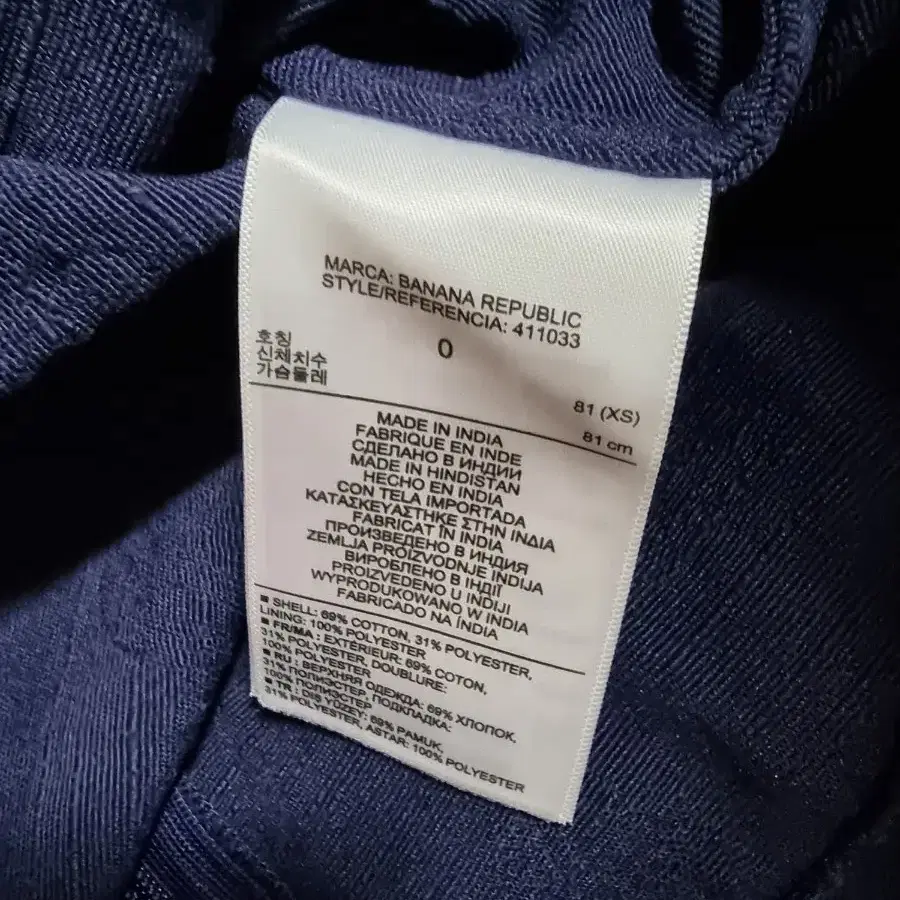 MARCA: BANANA REPUBLIC
STYLE/REFERENCIA: 411033
호칭 0
신체치수 81 (XS)
가슴둘레 81 cm
MADE IN INDIA
FABRIQUE EN INDE
СДЕЛАНО В ИНДИИ
MADE IN HINDISTAN
HECHO EN INDIA
CON TELA IMPORTADA
ΚΑΤΑΣΚΕΥΑΣΤΗΚΕ ΣΤΗΝ ΙΝΔΙΑ
FABRICAT ÎN INDIA
ПРОИЗВЕДЕНО В ИНДИЯ
ZEMLJA PROIZVODNJE INDIJA
ВИРОБЛЕНО В ІНДІЇ
PROIZVEDENO U INDIJI
WYPRODUKOWANO W INDIA
FABRICADO NA ÍNDIA
■ SHELL: 69% COTTON, 31% POLYESTER,
LINING: 100% POLYESTER
■ FR/MA : EXTÉRIEUR: 69% COTON,
31% POLYESTER, DOUBLURE:
100% POLYESTER
■ RU : ВЕРХНЯЯ ОДЕЖДА: 69% ХЛОПОК,
31% ПОЛИЭСТЕР, ПОДКЛАДКА:
100% ПОЛИЭСТЕР
■ TR : DIŞ YÜZEY: 69% PAMUK,
31% POLYESTER, ASTAR: 100% POLYESTER